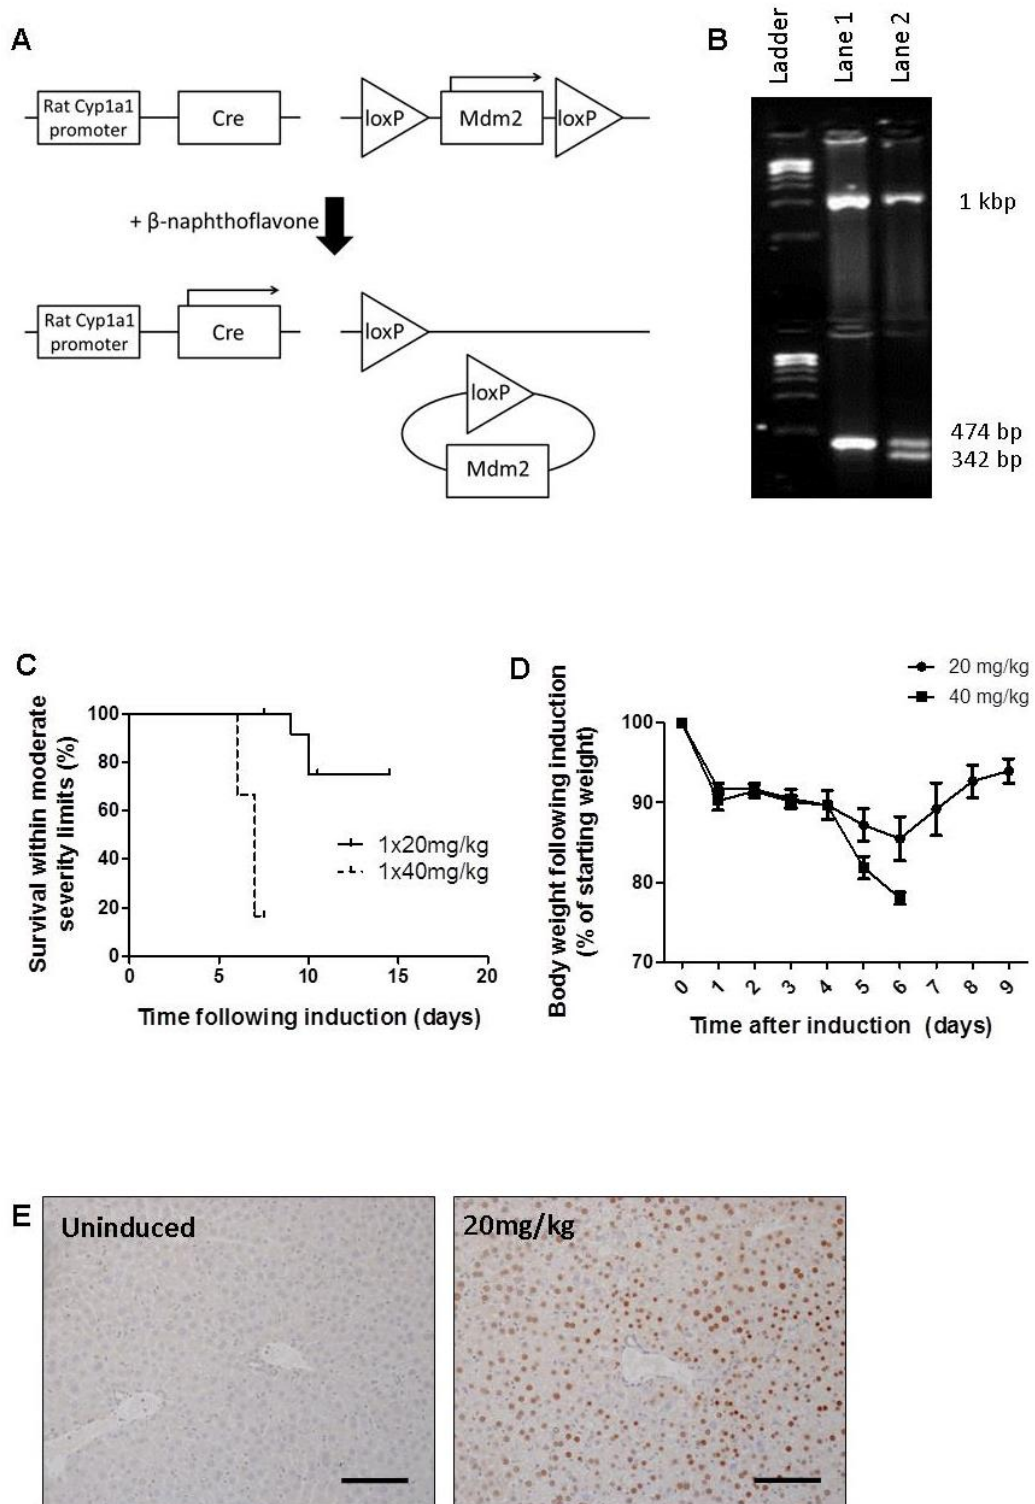 A
Rat Cyp1a1
promoter
Cre
loxP
Mdm2
loxP
+ β-naphthoflavone
Rat Cyp1a1
promoter
Cre
loxP
loxP
Mdm2
B
Ladder
Lane 1
Lane 2
1 kbp
474 bp
342 bp
C
Survival within moderate
severity limits (%)
100
80
60
40
20
0
0 5 10 15 20
1x20mg/kg
1x40mg/kg
Time following induction (days)
D
20 mg/kg
40 mg/kg
Body weight following induction
(% of starting weight)
100
90
80
70
0 1 2 3 4 5 6 7 8 9
Time after induction (days)
E
Uninduced
20mg/kg